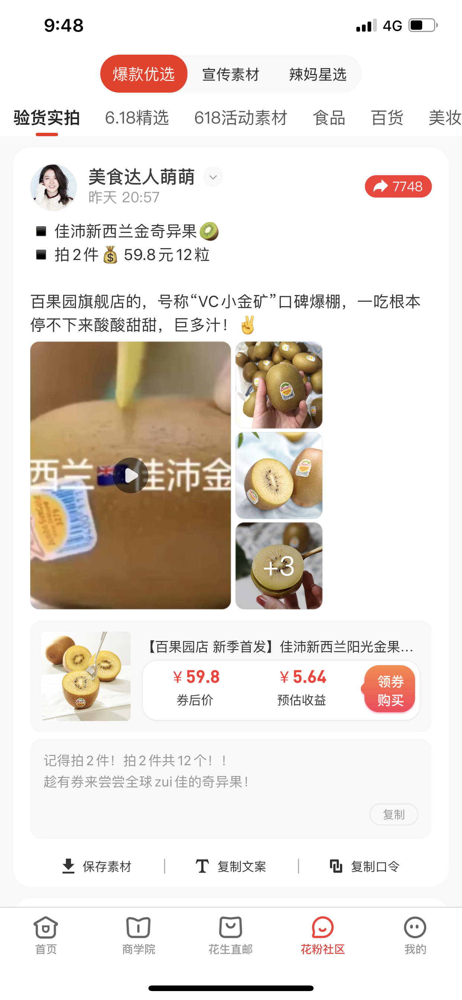 9:48
4G
爆款优选
宣传素材
辣妈星选
验货实拍
6.18精选
618活动素材
食品
百货
美妆
美食达人萌萌
昨天 20:57
7748
▪️ 佳沛新西兰金奇异果🥝
▪️ 拍2件💰 59.8元12粒
百果园旗舰店的，号称“VC小金矿”口碑爆棚，一吃根本
停不下来酸酸甜甜，巨多汁！✌️
西兰🇳🇿佳沛金
3279
+3
【百果园店 新季首发】佳沛新西兰阳光金果...
¥ 59.8
券后价
¥ 5.64
预估收益
领券
购买
记得拍2件！拍2件共12个！！
趁有券来尝尝全球zui佳的奇异果！
复制
保存素材
复制文案
复制口令
首页
商学院
花生直邮
花粉社区
我的